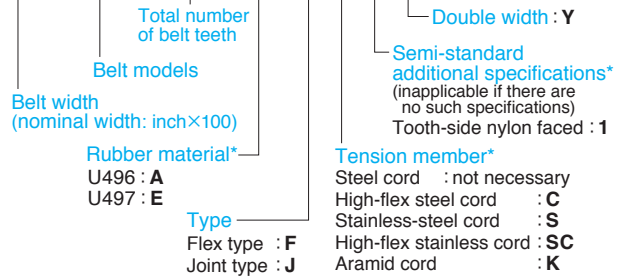 Total number
of belt teeth
Double width : Y
Belt models
Semi-standard
additional specifications*
(inapplicable if there are
no such specifications)
Tooth-side nylon faced : 1
Belt width
(nominal width: inch×100)
Rubber material*
U496 : A
U497 : E
Tension member*
Steel cord : not necessary
High-flex steel cord : C
Stainless-steel cord : S
High-flex stainless cord : SC
Aramid cord : K
Type
Flex type : F
Joint type : J